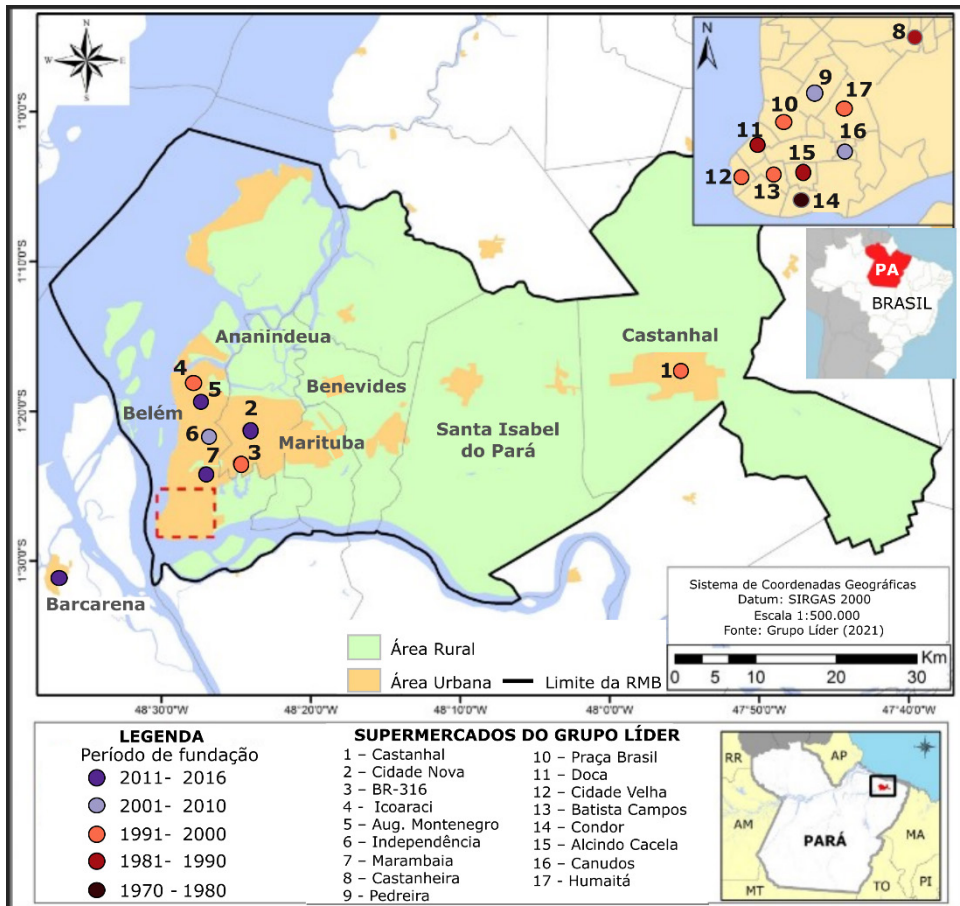 N
W E
S
N
8
9
17
10
11
16
15
12
13
14
PA
BRASIL
1°0'0"S
1°10'0"S
1°20'0"S
1°30'0"S
Ananindeua
Castanhal
4
1
5
Benevides
Belém
2
6
Marituba
Santa Isabel
do Pará
7
3
Barcarena
Sistema de Coordenadas Geográficas
Datum: SIRGAS 2000
Escala 1:500.000
Fonte: Grupo Líder (2021)
Km
0 5 10 20 30
Área Rural
Área Urbana
Limite da RMB
48°30'0"W 48°20'0"W 48°10'0"W 48°0'0"W 47°50'0"W 47°40'0"W
LEGENDA
Período de fundação
2011- 2016
2001- 2010
1991- 2000
1981- 1990
1970 - 1980
SUPERMERCADOS DO GRUPO LÍDER
1 – Castanhal
2 – Cidade Nova
3 – BR-316
4 - Icoaraci
5 – Aug. Montenegro
6 – Independência
7 – Marambaia
8 – Castanheira
9 - Pedreira
10 – Praça Brasil
11 – Doca
12 – Cidade Velha
13 – Batista Campos
14 – Condor
15 – Alcindo Cacela
16 – Canudos
17 - Humaitá
RR
AP
AM
PARÁ
MA
MT
TO
PI